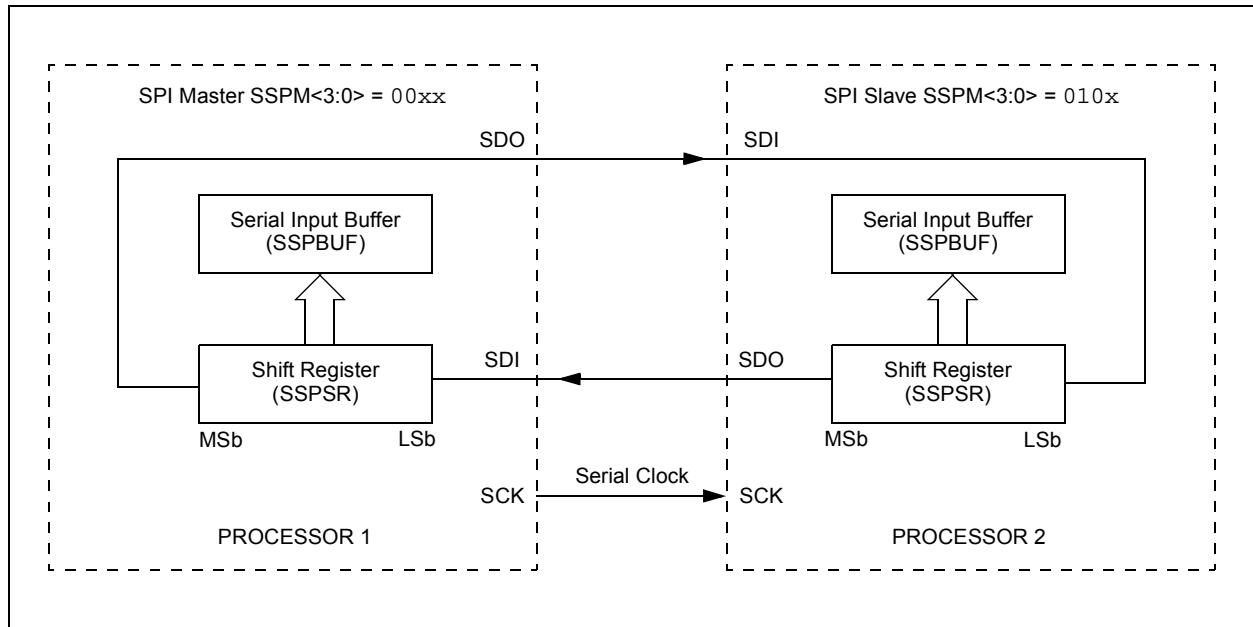 SPI Master SSPM<3:0> = 00xx
SPI Slave SSPM<3:0> = 010x
SDO
SDI
Serial Input Buffer
(SSPBUF)
Serial Input Buffer
(SSPBUF)
SDI
SDO
Shift Register
(SSPSR)
Shift Register
(SSPSR)
MSb
LSb
MSb
LSb
Serial Clock
SCK
SCK
PROCESSOR 1
PROCESSOR 2